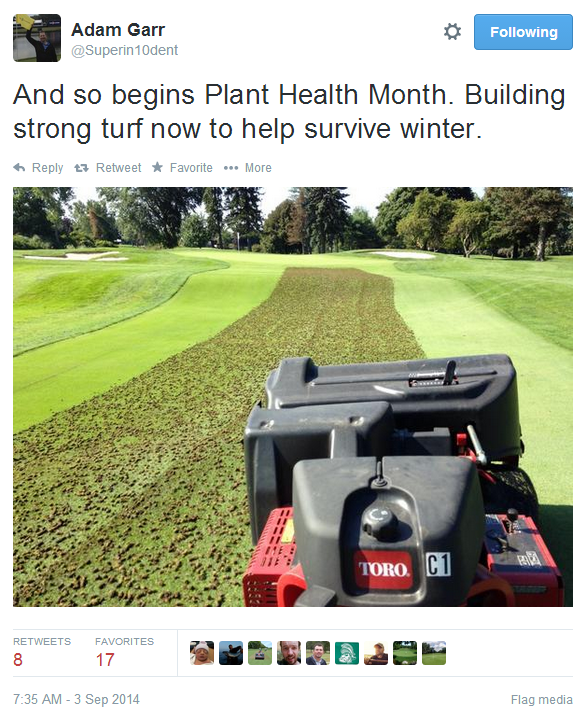 Adam Garr
@Superin10dent
Following
And so begins Plant Health Month. Building
strong turf now to help survive winter.
Reply Retweet Favorite More
TORO. C1
RETWEETS FAVORITES
8 17
7:35 AM - 3 Sep 2014 Flag media